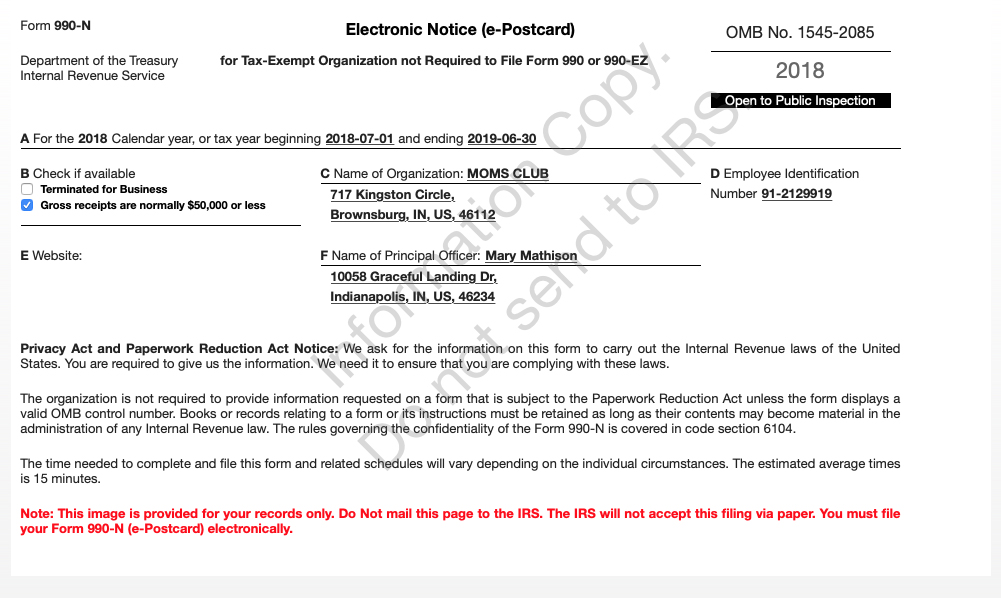 Form 990-N
Electronic Notice (e-Postcard)
OMB No. 1545-2085
Department of the Treasury
Internal Revenue Service
for Tax-Exempt Organization not Required to File Form 990 or 990-EZ
2018
Open to Public Inspection
A For the 2018 Calendar year, or tax year beginning 2018-07-01 and ending 2019-06-30
B Check if available
Terminated for Business
Gross receipts are normally $50,000 or less
C Name of Organization: MOMS CLUB
717 Kingston Circle,
Brownsburg, IN, US, 46112
D Employee Identification
Number 91-2129919
E Website:
F Name of Principal Officer: Mary Mathison
10058 Graceful Landing Dr,
Indianapolis, IN, US, 46234
Information Copy.
Do not send to IRS.
Privacy Act and Paperwork Reduction Act Notice: We ask for the information on this form to carry out the Internal Revenue laws of the United
States. You are required to give us the information. We need it to ensure that you are complying with these laws.
The organization is not required to provide information requested on a form that is subject to the Paperwork Reduction Act unless the form displays a
valid OMB control number. Books or records relating to a form or its instructions must be retained as long as their contents may become material in the
administration of any Internal Revenue law. The rules governing the confidentiality of the Form 990-N is covered in code section 6104.
The time needed to complete and file this form and related schedules will vary depending on the individual circumstances. The estimated average times
is 15 minutes.
Note: This image is provided for your records only. Do Not mail this page to the IRS. The IRS will not accept this filing via paper. You must file
your Form 990-N (e-Postcard) electronically.